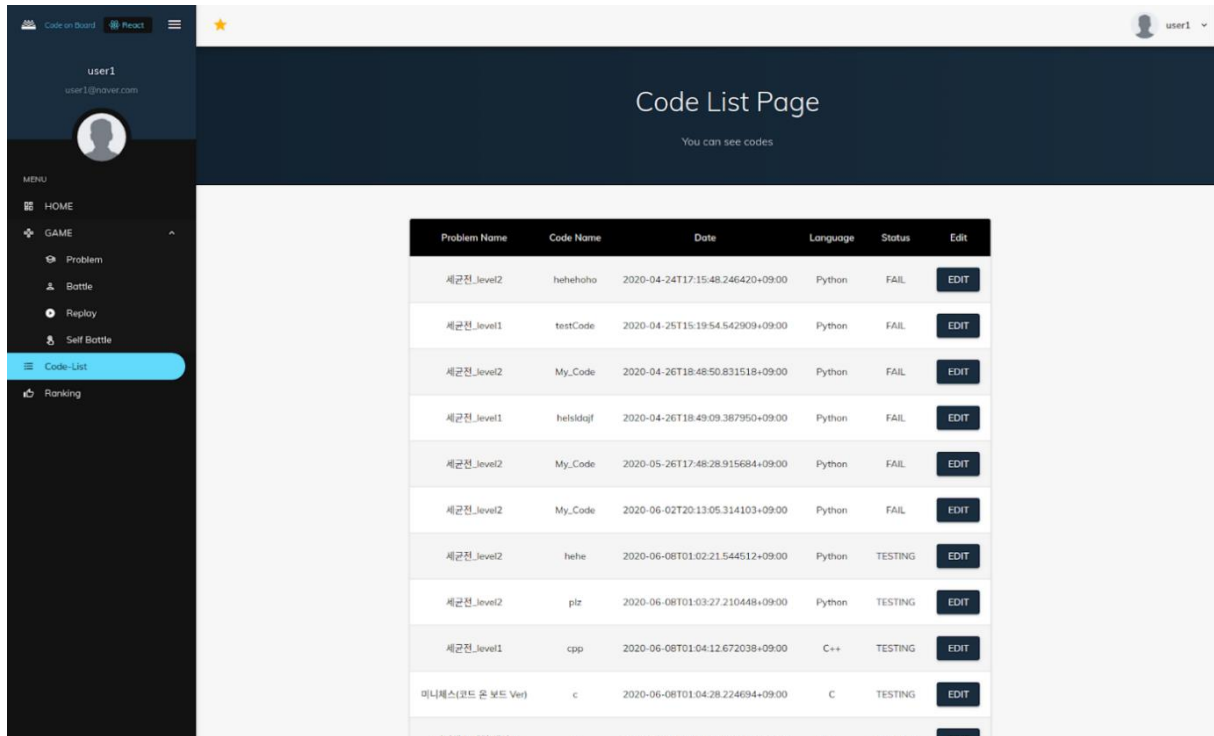 Code on Board React
user1
user1
user1@naver.com
MENU
HOME
GAME
Problem
Battle
Replay
Self Battle
Code-List
Ranking
Code List Page
You can see codes
Problem Name Code Name Date Language Status Edit
세균전_level2 hehehoho 2020-04-24T17:15:48.246420+09:00 Python FAIL EDIT
세균전_level1 testCode 2020-04-25T15:19:54.542909+09:00 Python FAIL EDIT
세균전_level2 My_Code 2020-04-26T18:48:50.831518+09:00 Python FAIL EDIT
세균전_level1 helsldajf 2020-04-26T18:49:09.387950+09:00 Python FAIL EDIT
세균전_level2 My_Code 2020-05-26T17:48:28.915684+09:00 Python FAIL EDIT
세균전_level2 My_Code 2020-06-02T20:13:05.314103+09:00 Python FAIL EDIT
세균전_level2 hehe 2020-06-08T01:02:21.544512+09:00 Python TESTING EDIT
세균전_level2 plz 2020-06-08T01:03:27.210448+09:00 Python TESTING EDIT
세균전_level1 cpp 2020-06-08T01:04:12.672038+09:00 C++ TESTING EDIT
미니체스(코드 온 보드 Ver) c 2020-06-08T01:04:28.224694+09:00 C TESTING EDIT